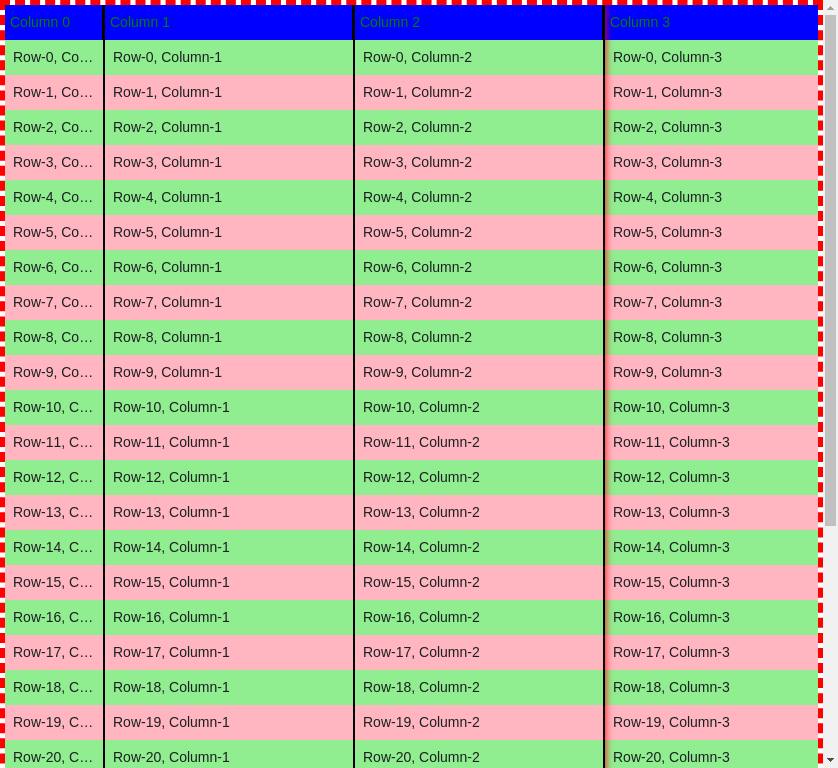 Column 0 Column 1 Column 2 Column 3
Row-0, Co… Row-0, Column-1 Row-0, Column-2 Row-0, Column-3
Row-1, Co… Row-1, Column-1 Row-1, Column-2 Row-1, Column-3
Row-2, Co… Row-2, Column-1 Row-2, Column-2 Row-2, Column-3
Row-3, Co… Row-3, Column-1 Row-3, Column-2 Row-3, Column-3
Row-4, Co… Row-4, Column-1 Row-4, Column-2 Row-4, Column-3
Row-5, Co… Row-5, Column-1 Row-5, Column-2 Row-5, Column-3
Row-6, Co… Row-6, Column-1 Row-6, Column-2 Row-6, Column-3
Row-7, Co… Row-7, Column-1 Row-7, Column-2 Row-7, Column-3
Row-8, Co… Row-8, Column-1 Row-8, Column-2 Row-8, Column-3
Row-9, Co… Row-9, Column-1 Row-9, Column-2 Row-9, Column-3
Row-10, C… Row-10, Column-1 Row-10, Column-2 Row-10, Column-3
Row-11, C… Row-11, Column-1 Row-11, Column-2 Row-11, Column-3
Row-12, C… Row-12, Column-1 Row-12, Column-2 Row-12, Column-3
Row-13, C… Row-13, Column-1 Row-13, Column-2 Row-13, Column-3
Row-14, C… Row-14, Column-1 Row-14, Column-2 Row-14, Column-3
Row-15, C… Row-15, Column-1 Row-15, Column-2 Row-15, Column-3
Row-16, C… Row-16, Column-1 Row-16, Column-2 Row-16, Column-3
Row-17, C… Row-17, Column-1 Row-17, Column-2 Row-17, Column-3
Row-18, C… Row-18, Column-1 Row-18, Column-2 Row-18, Column-3
Row-19, C… Row-19, Column-1 Row-19, Column-2 Row-19, Column-3
Row-20, C… Row-20, Column-1 Row-20, Column-2 Row-20, Column-3